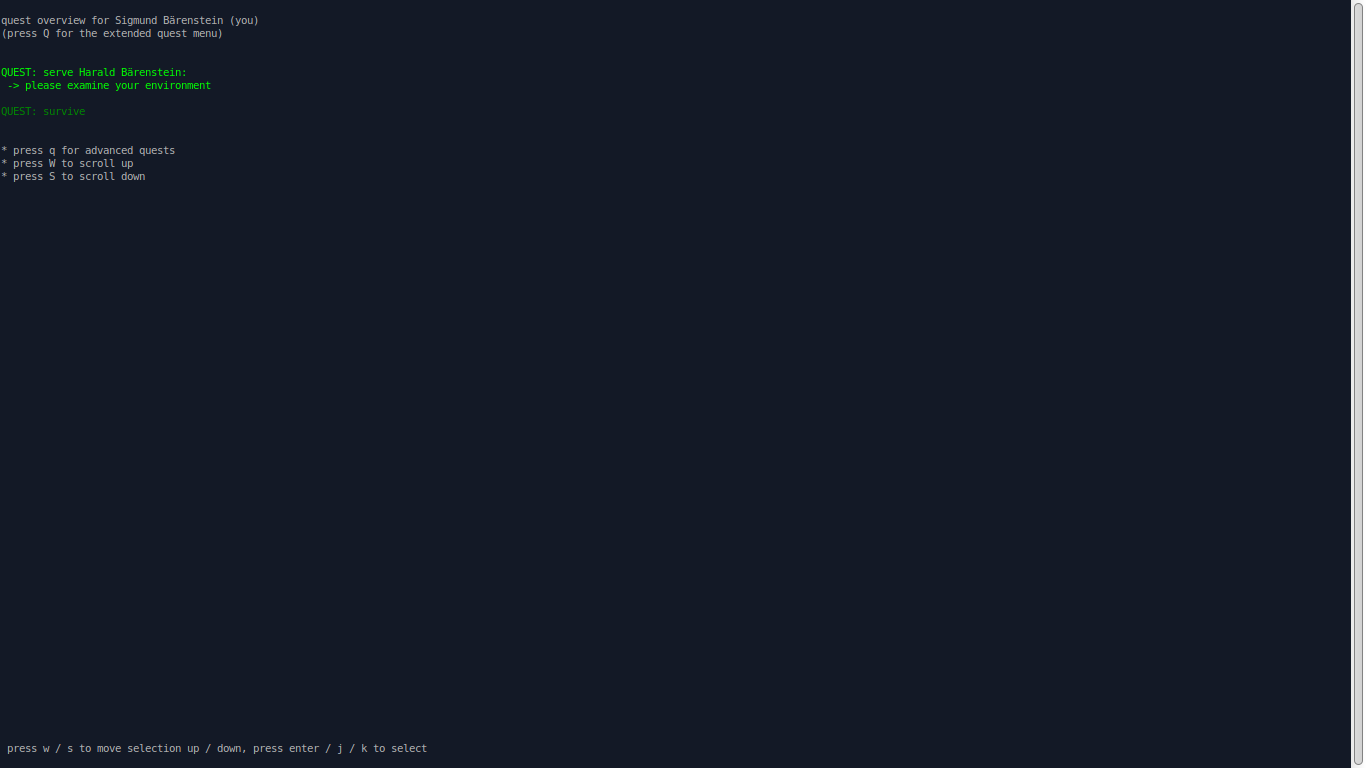 quest overview for Sigmund Bärenstein (you)
(press Q for the extended quest menu)
QUEST: serve Harald Bärenstein:
-> please examine your environment
QUEST: survive
* press q for advanced quests
* press W to scroll up
* press S to scroll down
press w / s to move selection up / down, press enter / j / k to select